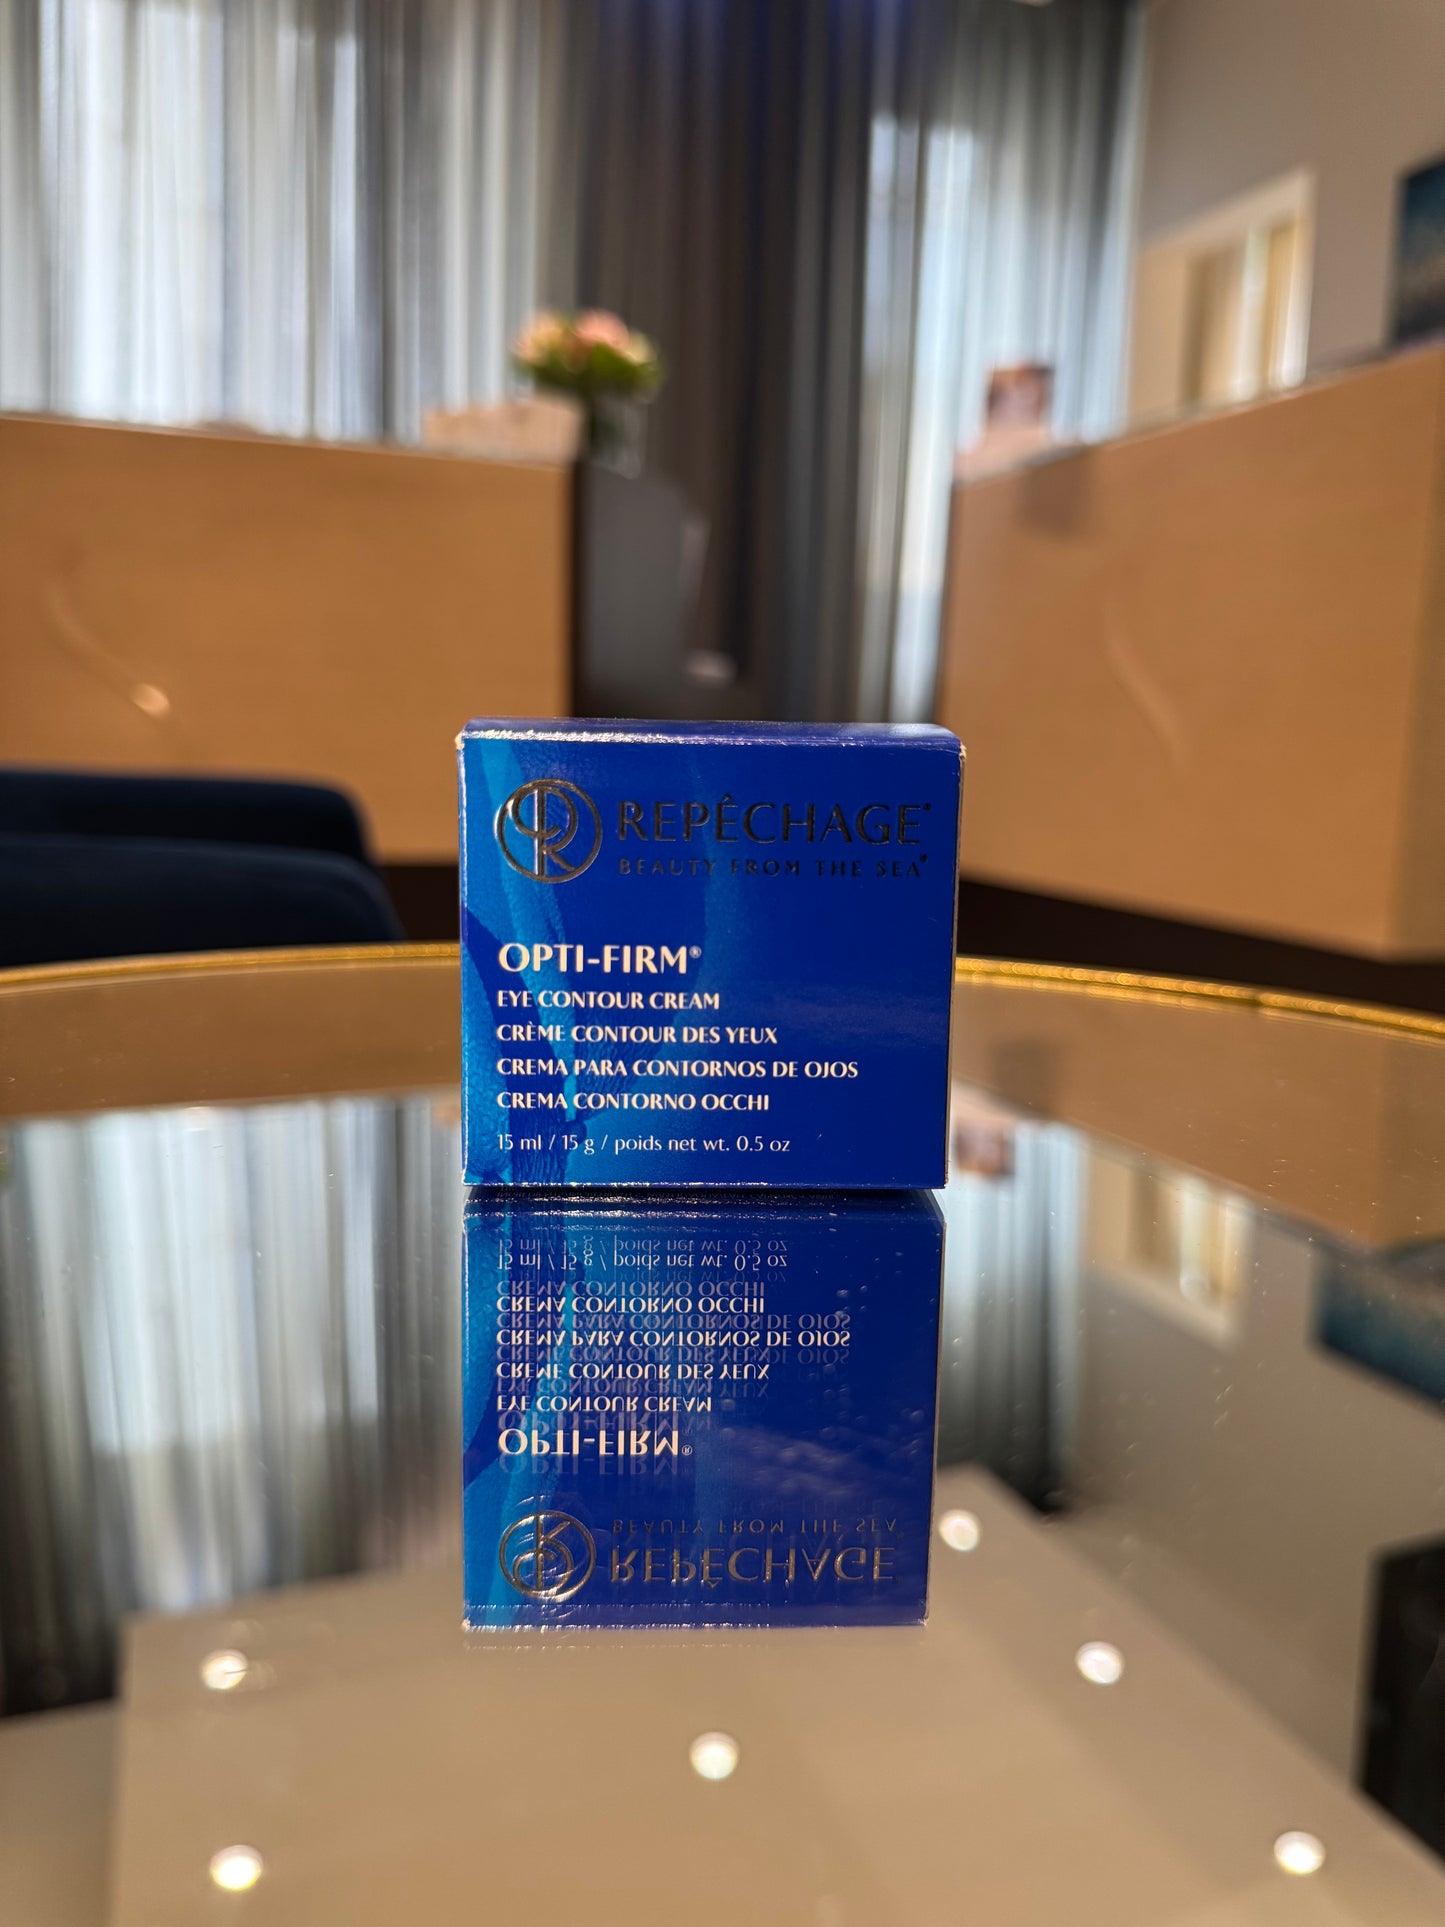 REPÊCHAGE®
BEAUTY FROM THE SEA®
OPTI-FIRM®
EYE CONTOUR CREAM
CRÈME CONTOUR DES YEUX
CREMA PARA CONTORNOS DE OJOS
CREMA CONTORNO OCCHI
15 ml / 15 g / poids net wt. 0.5 oz